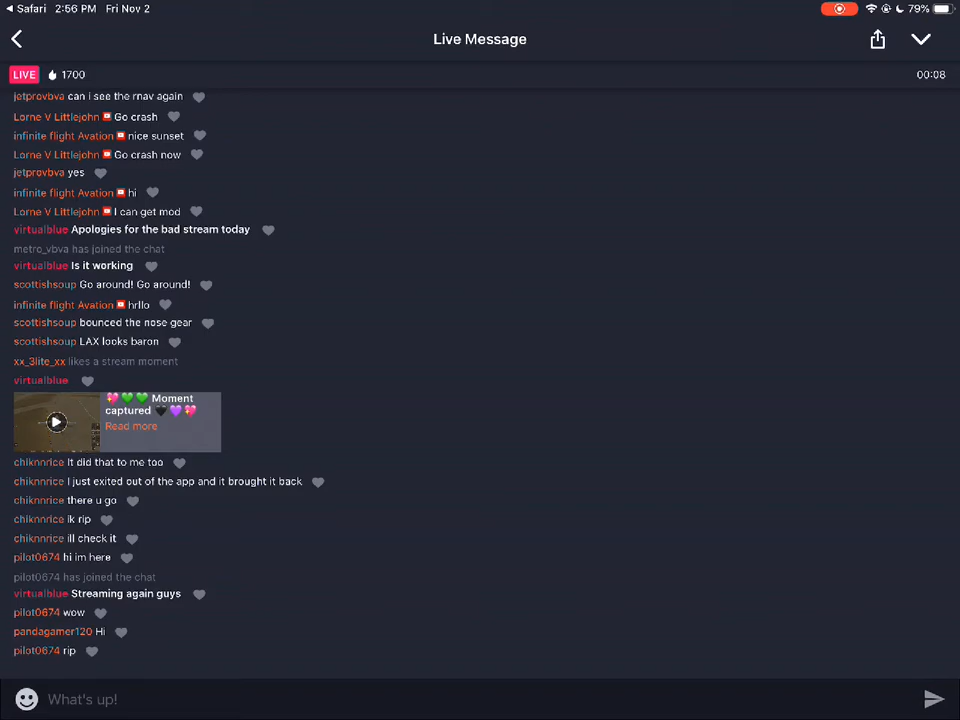 Safari 2:56 PM Fri Nov 2 79%
Live Message
LIVE 1700 00:08
jetprovbva can i see the rnav again
Lorne V Littlejohn Go crash
infinite flight Avation nice sunset
Lorne V Littlejohn Go crash now
jetprovbva yes
infinite flight Avation hi
Lorne V Littlejohn I can get mod
virtualblue Apologies for the bad stream today
metro_vbva has joined the chat
virtualblue Is it working
scottishsoup Go around! Go around!
infinite flight Avation hrllo
scottishsoup bounced the nose gear
scottishsoup LAX looks baron
xx_3lite_xx likes a stream moment
virtualblue
Moment
captured
Read more
chiknnrice It did that to me too
chiknnrice I just exited out of the app and it brought it back
chiknnrice there u go
chiknnrice ik rip
chiknnrice ill check it
pilot0674 hi im here
pilot0674 has joined the chat
virtualblue Streaming again guys
pilot0674 wow
pandagamer120 Hi
pilot0674 rip
What's up!